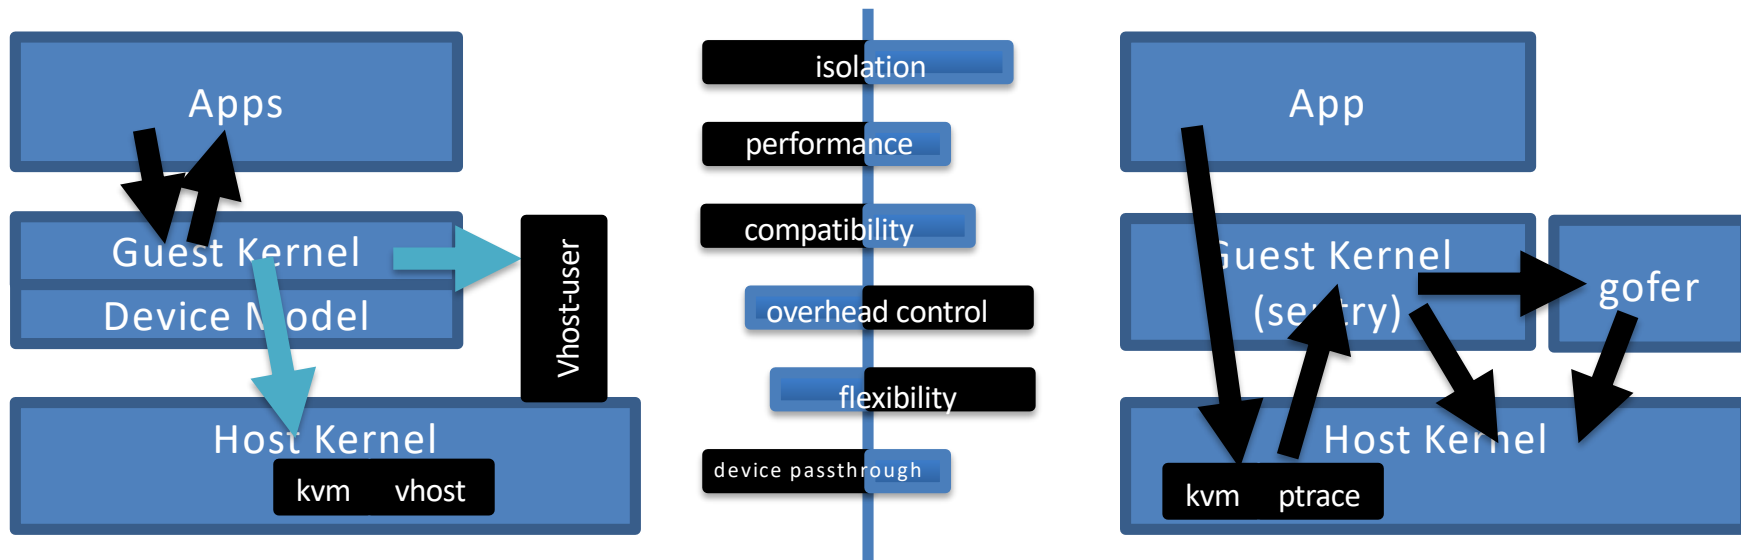 Apps
Guest Kernel
Device Model
Vhost-user
Host Kernel
kvm
vhost
isolation
performance
compatibility
overhead control
flexibility
device passthrough
App
Guest Kernel
(sentry)
gofer
Host Kernel
kvm
ptrace